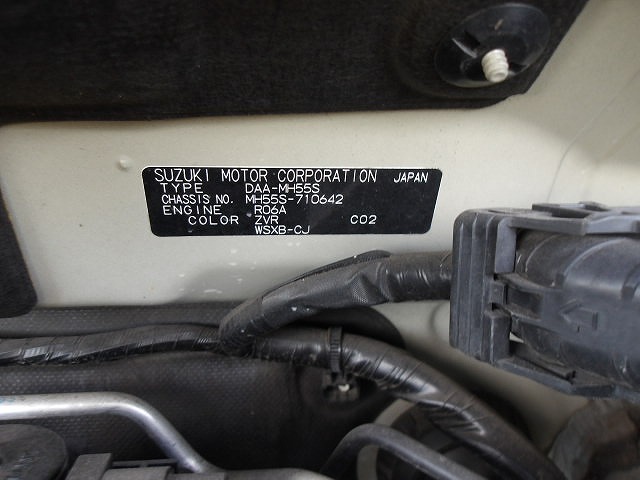 SUZUKI MOTOR CORPORATION JAPAN
TYPE DAA-MH55S
CHASSIS NO. MH55S-710642
ENGINE R06A
COLOR ZVR C02
WSXB-CJ